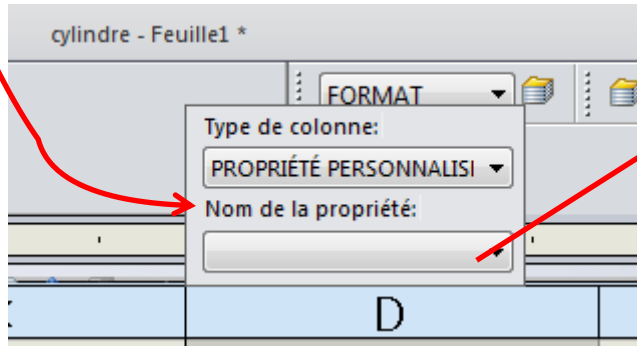 cylindre - Feuille1 *
FORMAT
Type de colonne:
PROPRIÉTÉ PERSONNALISI
Nom de la propriété:
D